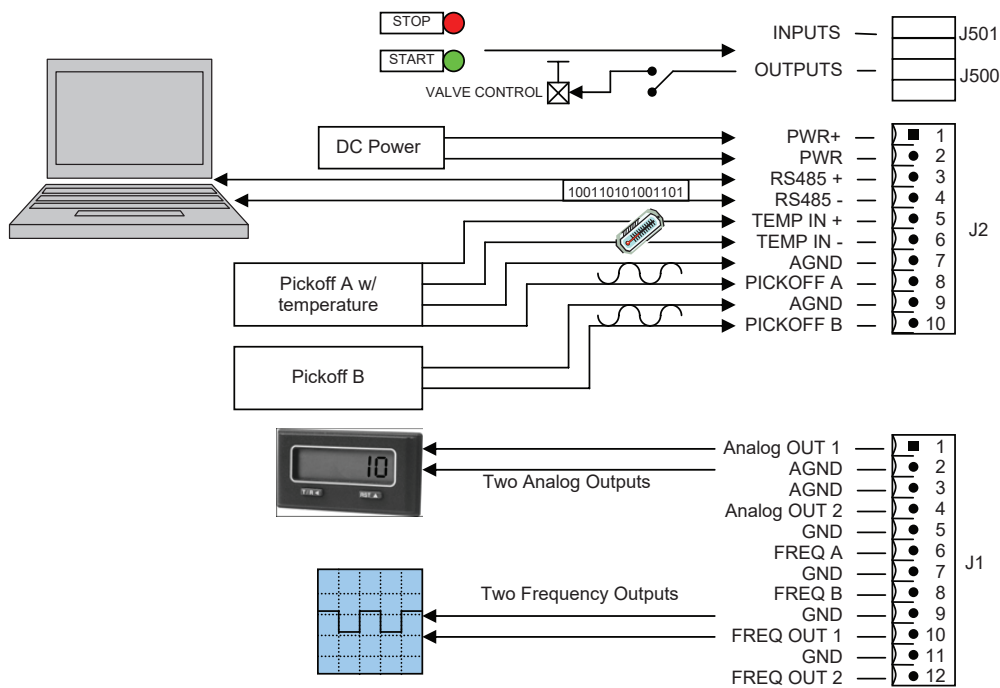 STOP
START
VALVE CONTROL
INPUTS
OUTPUTS
J501
J500
DC Power
100110101001101
Pickoff A w/
temperature
Pickoff B
PWR+ 1
PWR 2
RS485 + 3
RS485 - 4
TEMP IN + 5
TEMP IN - 6
AGND 7
PICKOFF A 8
AGND 9
PICKOFF B 10
J2
10
T/R ◄ RST ▲
Two Analog Outputs
Two Frequency Outputs
Analog OUT 1 1
AGND 2
AGND 3
Analog OUT 2 4
GND 5
FREQ A 6
GND 7
FREQ B 8
GND 9
FREQ OUT 1 10
GND 11
FREQ OUT 2 12
J1